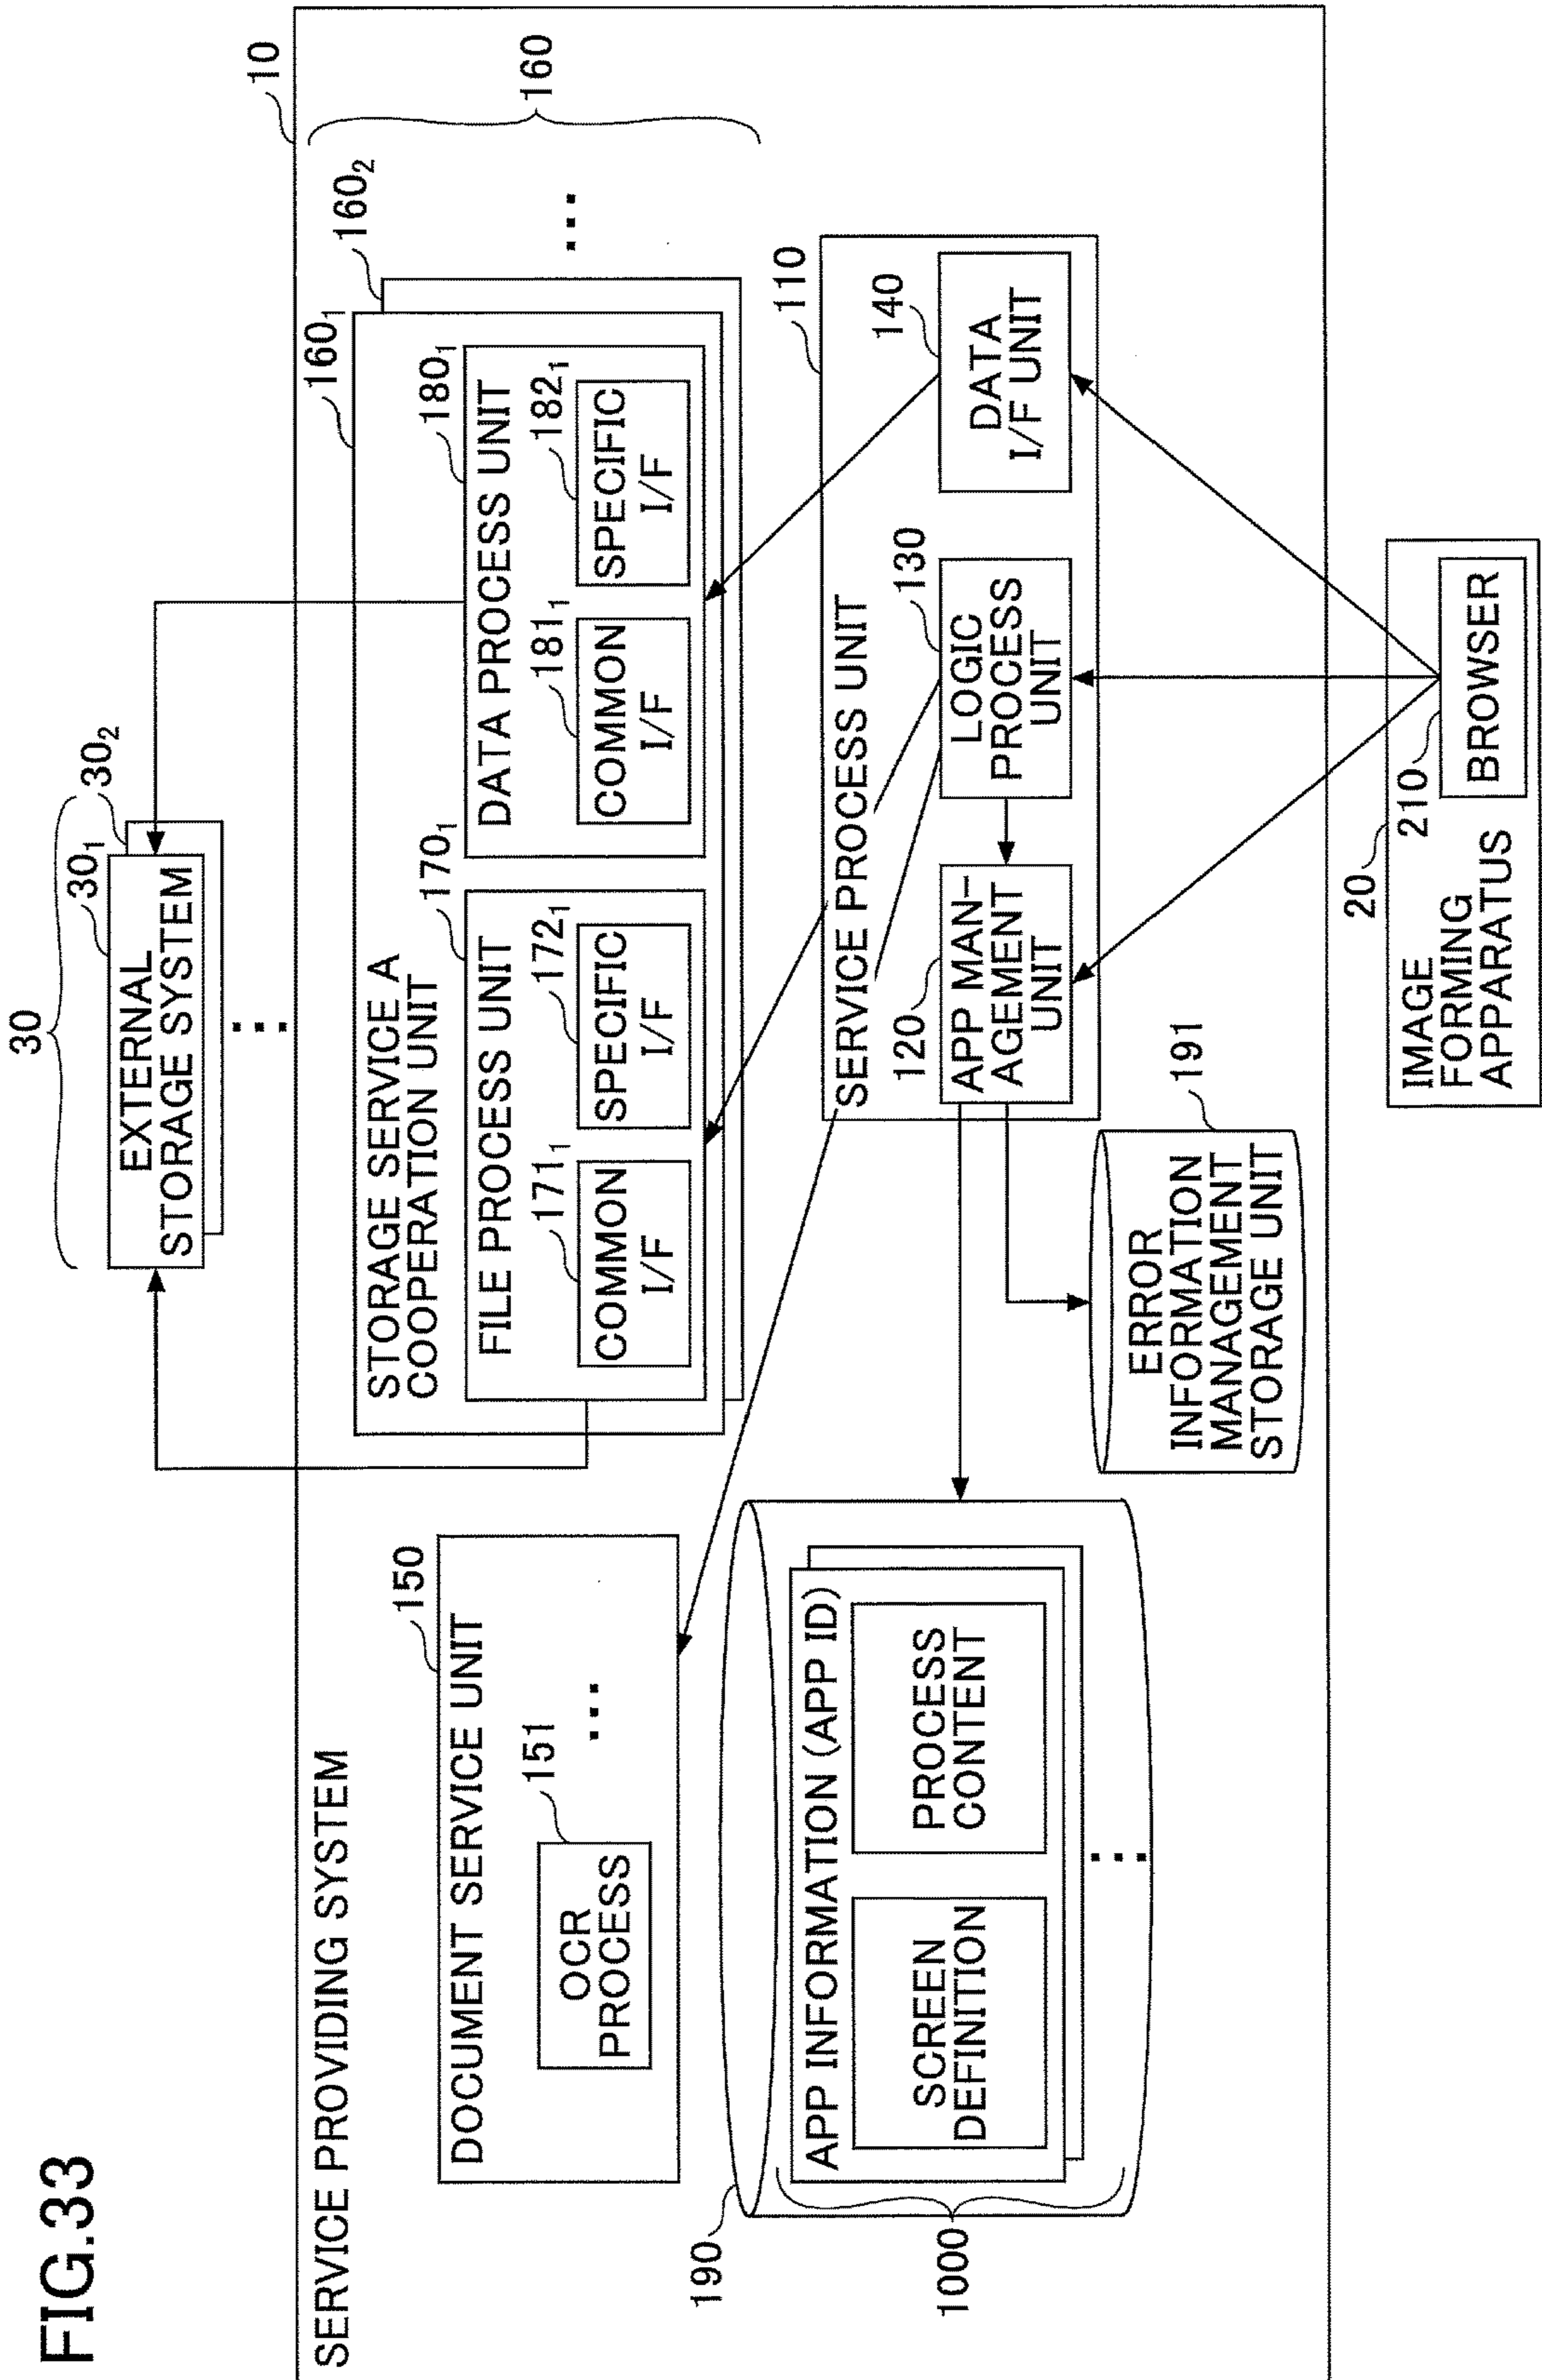 FIG.33
30
30₁
30₂
EXTERNAL
STORAGE SYSTEM
...
10
SERVICE PROVIDING SYSTEM
160
160₁
160₂
...
STORAGE SERVICE A
COOPERATION UNIT
170₁
FILE PROCESS UNIT
171₁
COMMON
I/F
172₁
SPECIFIC
I/F
180₁
DATA PROCESS UNIT
181₁
COMMON
I/F
182₁
SPECIFIC
I/F
150
DOCUMENT SERVICE UNIT
151
OCR
PROCESS
...
110
SERVICE PROCESS UNIT
120
APP MAN-
AGEMENT
UNIT
130
LOGIC
PROCESS
UNIT
140
DATA
I/F UNIT
190
1000
APP INFORMATION (APP ID)
SCREEN
DEFINITION
PROCESS
CONTENT
...
191
ERROR
INFORMATION
MANAGEMENT
STORAGE UNIT
20
IMAGE
FORMING
APPARATUS
210
BROWSER